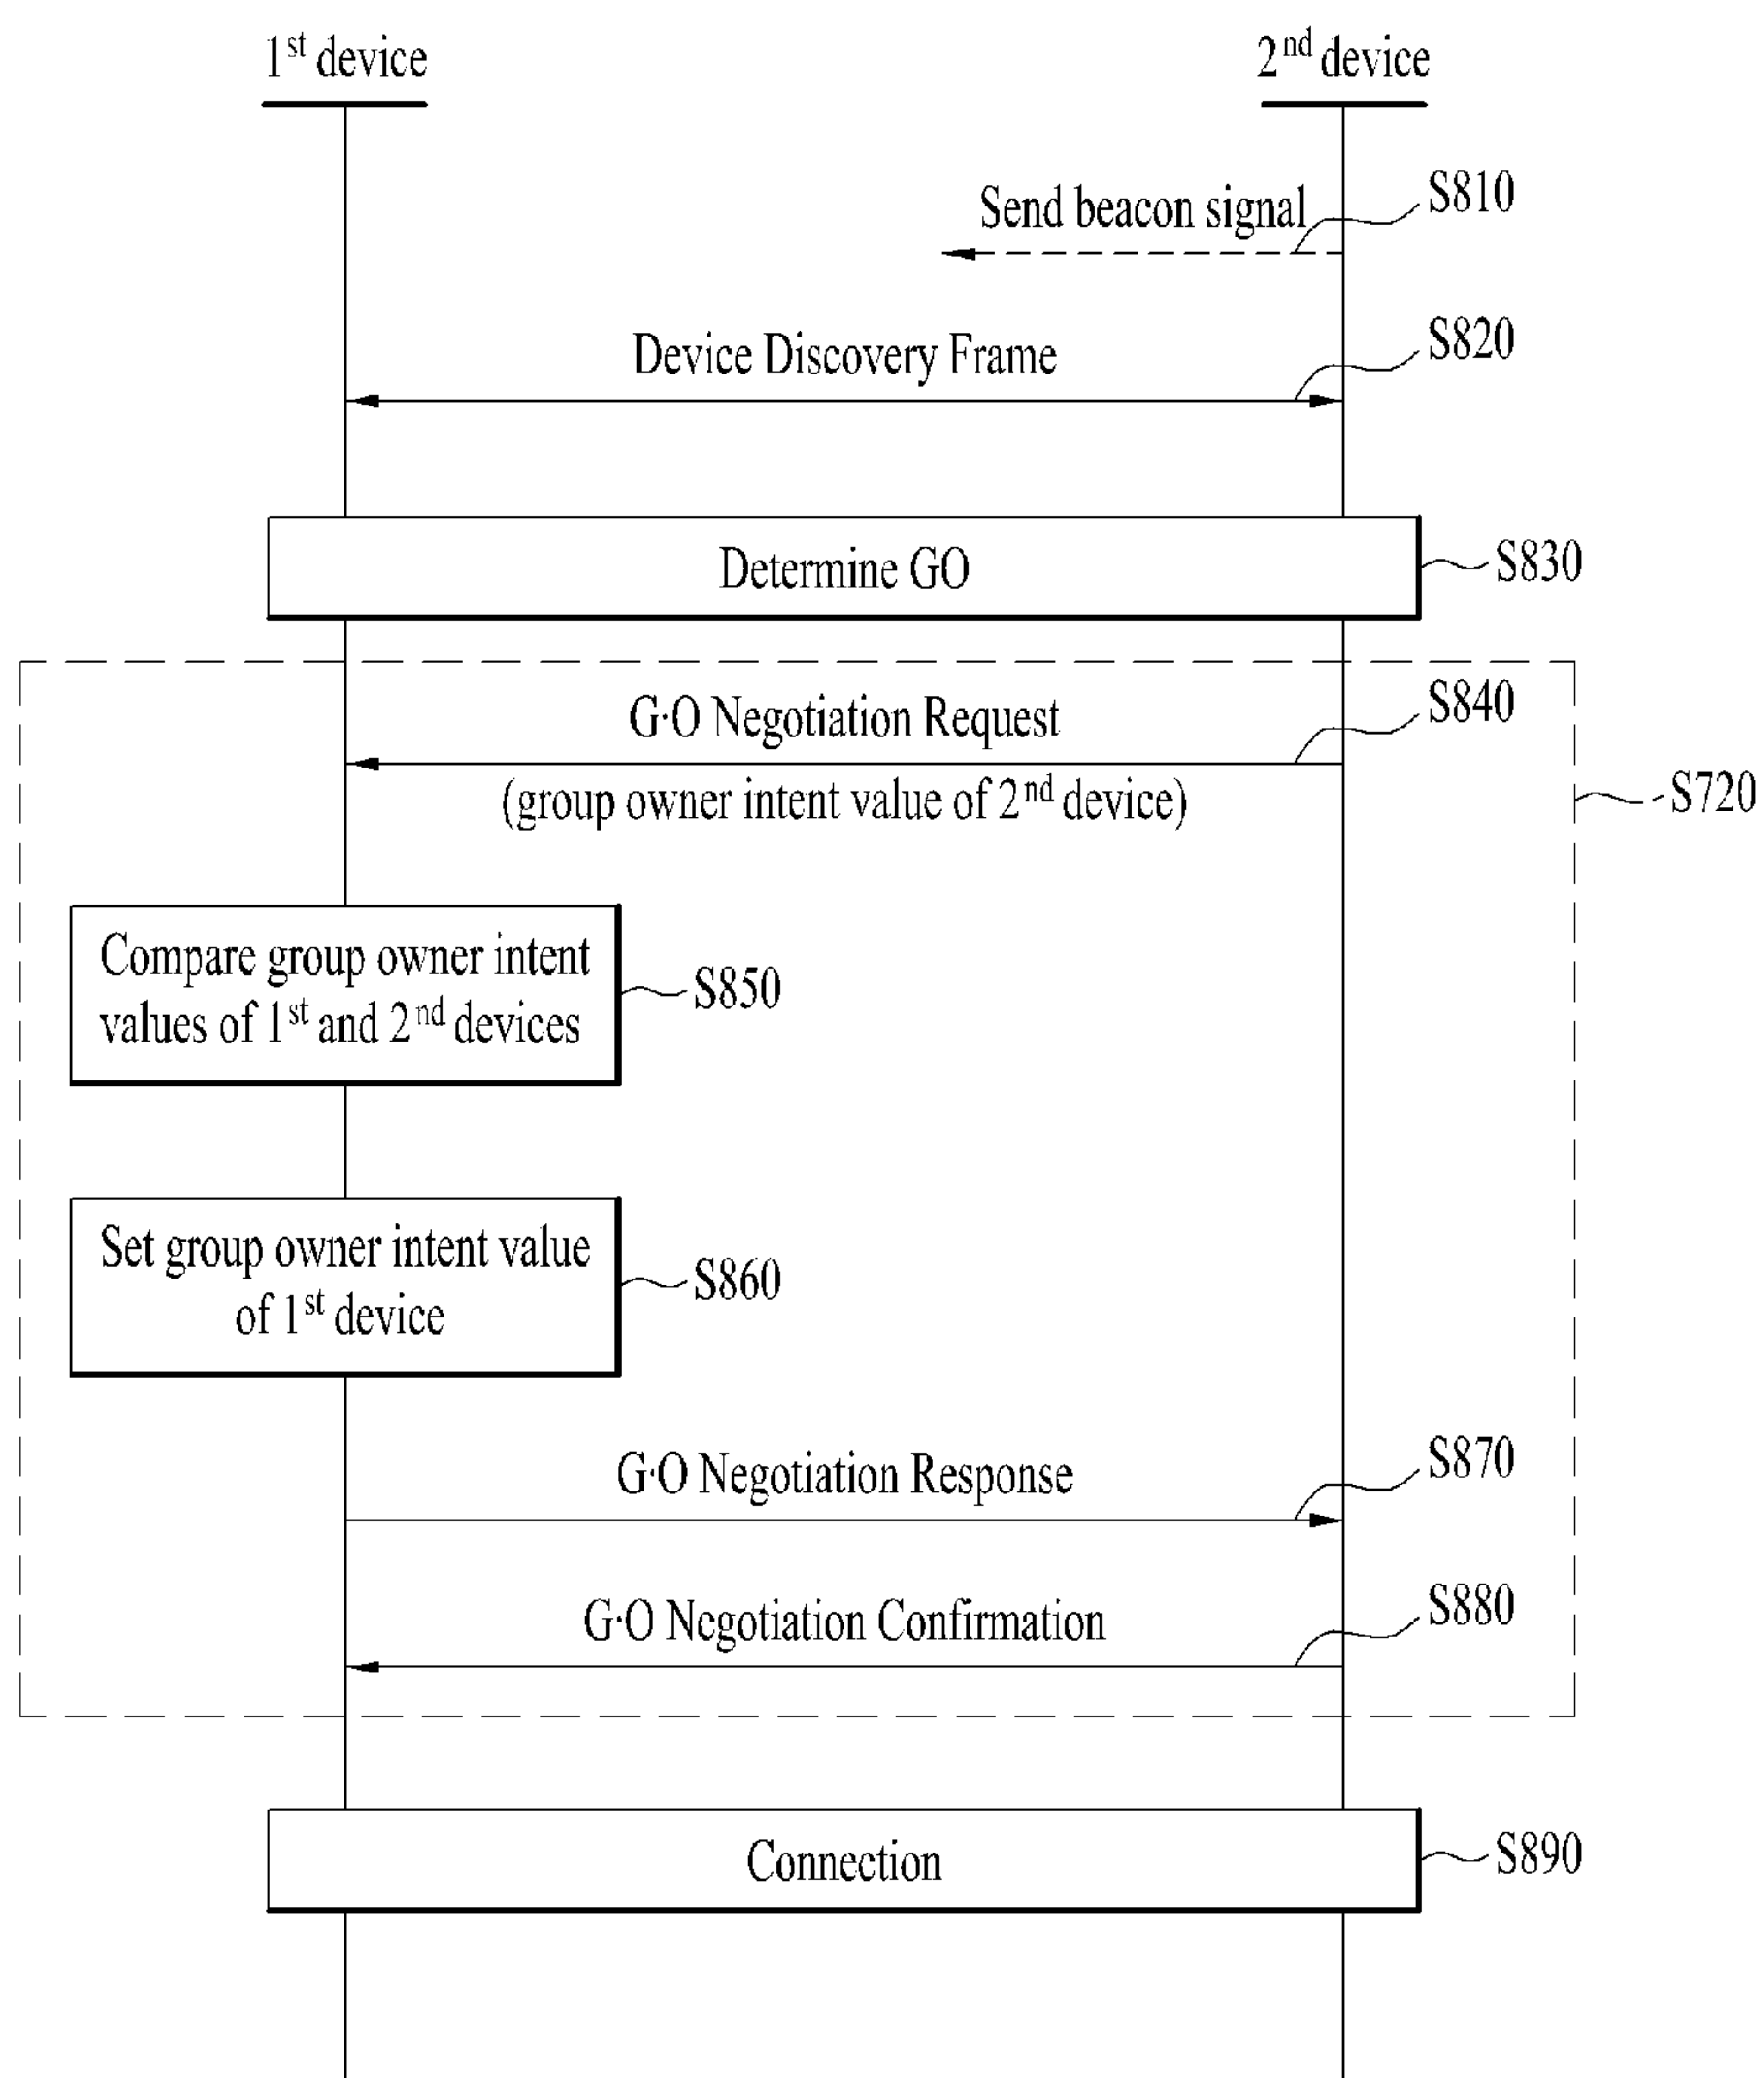 1st device
2nd device
Send beacon signal
S810
Device Discovery Frame
S820
Determine GO
S830
G·O Negotiation Request
S840
(group owner intent value of 2nd device)
S720
Compare group owner intent
values of 1st and 2nd devices
S850
Set group owner intent value
of 1st device
S860
G·O Negotiation Response
S870
G·O Negotiation Confirmation
S880
Connection
S890